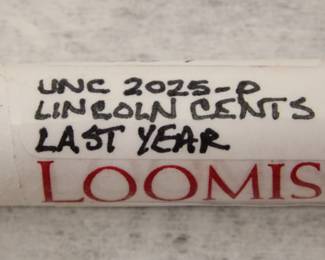 UNC 2025-P
LINCOLN CENTS
LAST YEAR
LOOMIS